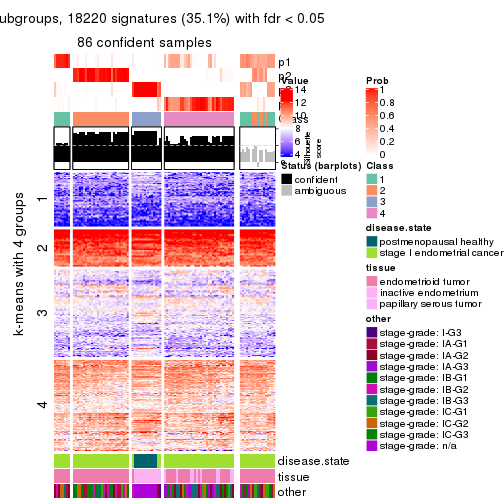 ubgroups, 18220 signatures (35.1%) with fdr < 0.05
86 confident samples
p1
p2
Value
14
12
10
8
6
4
Silhouette
score
Status (barplots)
confident
ambiguous
Prob
1
0.8
0.6
0.4
0.2
0
Class
1
2
3
4
disease.state
postmenopausal healthy
stage I endometrial cancer
tissue
endometrioid tumor
inactive endometrium
papillary serous tumor
other
stage-grade: I-G3
stage-grade: IA-G1
stage-grade: IA-G2
stage-grade: IA-G3
stage-grade: IB-G1
stage-grade: IB-G2
stage-grade: IB-G3
stage-grade: IC-G1
stage-grade: IC-G2
stage-grade: IC-G3
stage-grade: n/a
k-means with 4 groups
1
2
3
4
disease.state
tissue
other